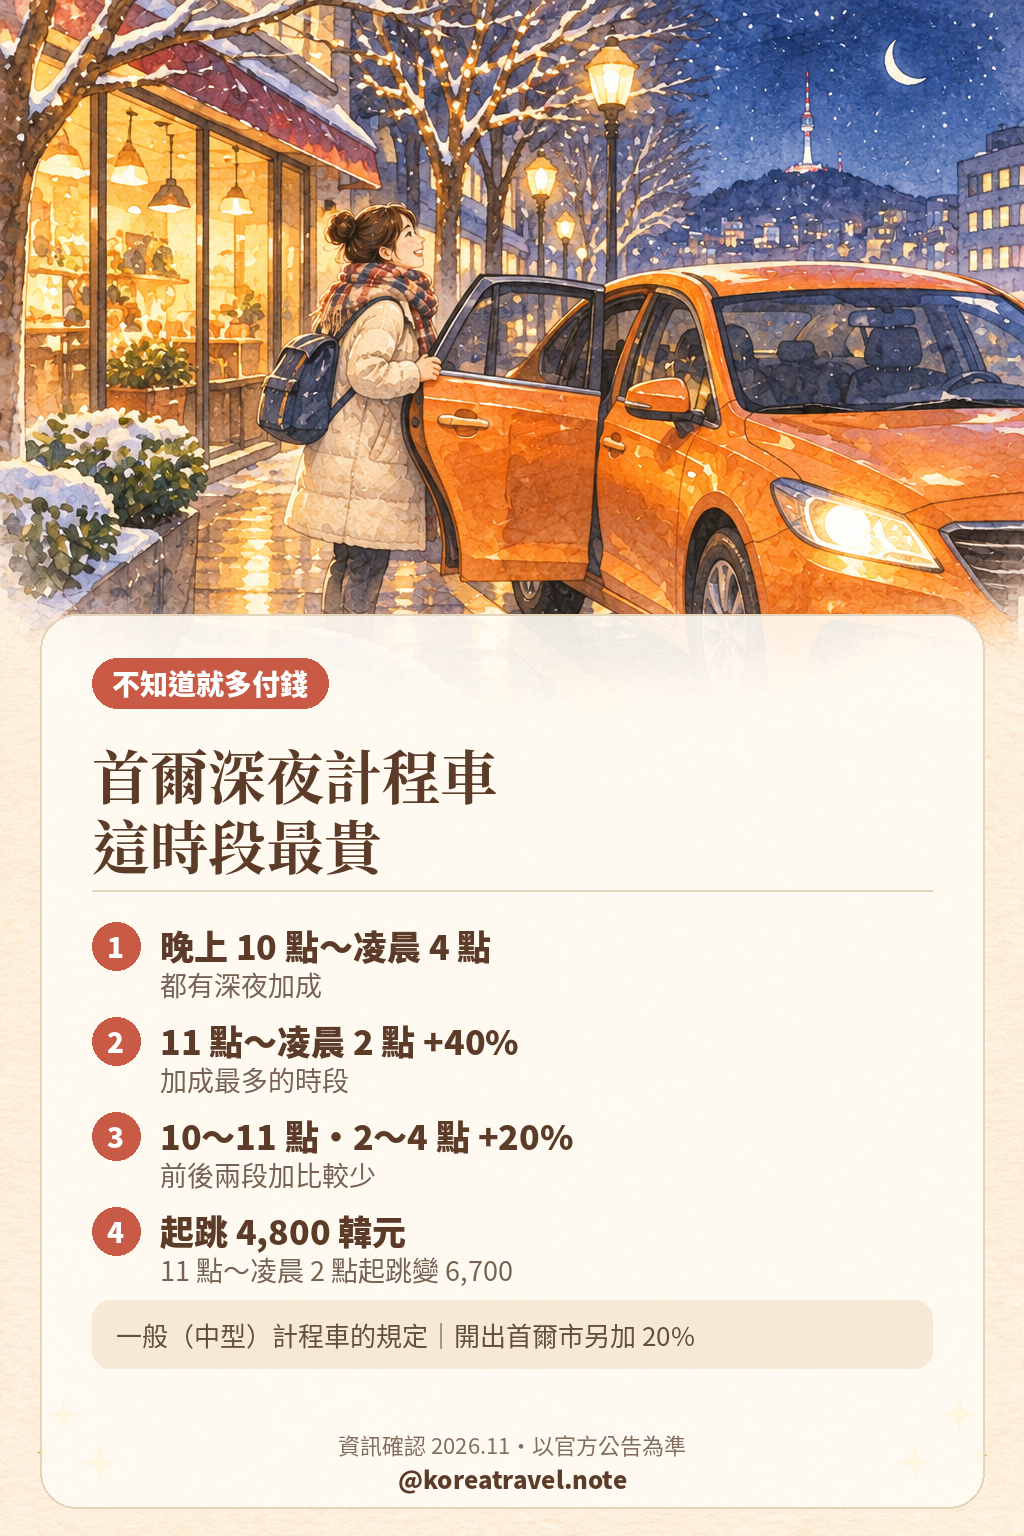 不知道就多付錢
首爾深夜計程車
這時段最貴
1 晚上 10 點～凌晨 4 點
都有深夜加成
2 11 點～凌晨 2 點 +40%
加成最多的時段
3 10～11 點・2～4 點 +20%
前後兩段加比較少
4 起跳 4,800 韓元
11 點～凌晨 2 點起跳變 6,700
一般（中型）計程車的規定｜開出首爾市另加 20%
資訊確認 2026.11・以官方公告為準
@koreatravel.note